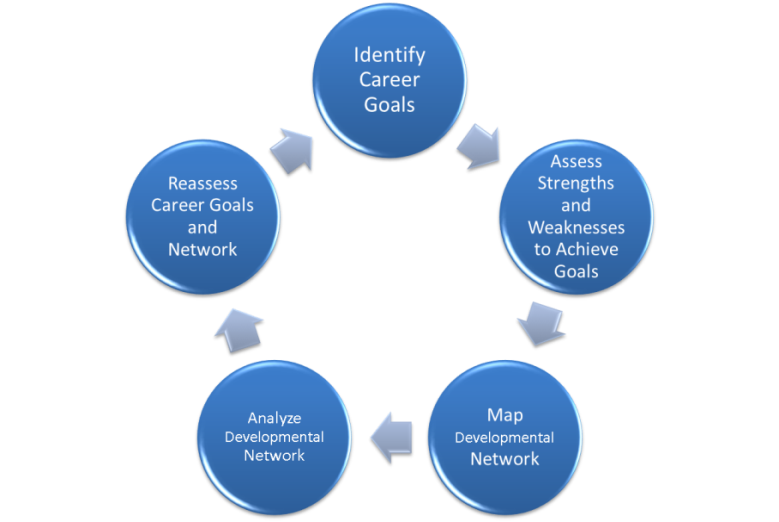 Identify
Career
Goals
Assess
Strengths
and
Weaknesses
to Achieve
Goals
Map
Developmental
Network
Analyze
Developmental
Network
Reassess
Career Goals
and
Network